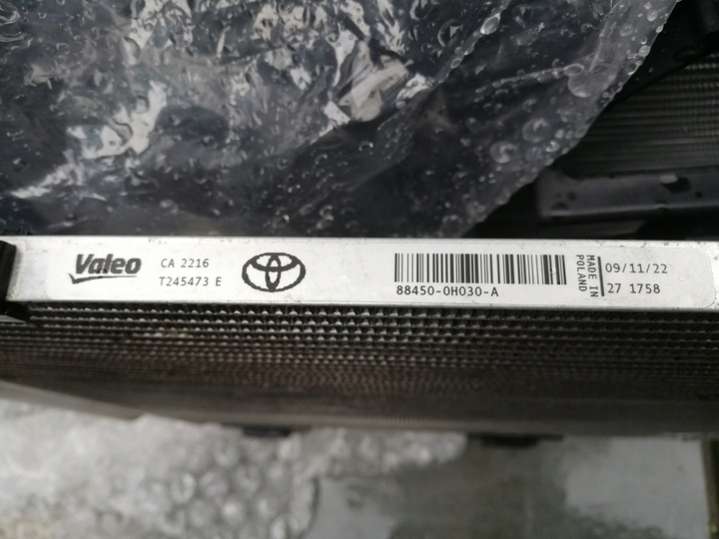 Valeo
CA 2216
T245473 E
88450-0H030-A
MADE IN
POLAND
09/11/22
27 1758